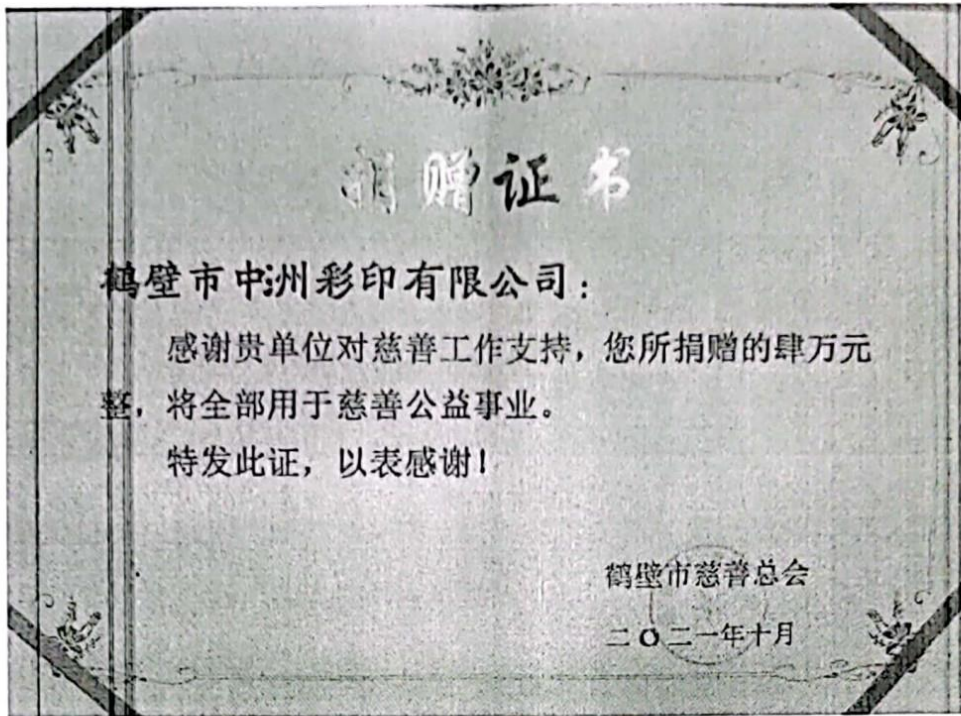 捐赠证书
鹤壁市中洲彩印有限公司：
感谢贵单位对慈善工作支持，您所捐赠的肆万元
整，将全部用于慈善公益事业。
特发此证，以表感谢！
鹤壁市慈善总会
二〇二一年十月